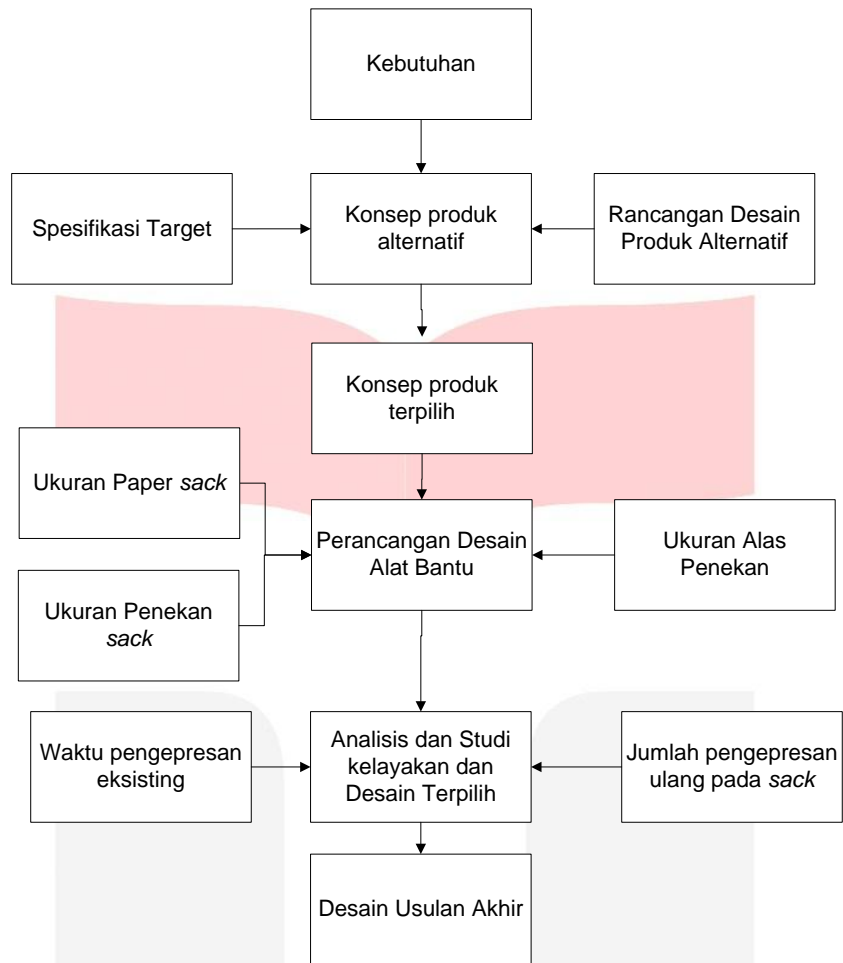 Kebutuhan
Spesifikasi Target
Konsep produk
alternatif
Rancangan Desain
Produk Alternatif
Konsep produk
terpilih
Ukuran Paper sack
Perancangan Desain
Alat Bantu
Ukuran Alas
Penekan
Ukuran Penekan
sack
Waktu pengepresan
eksisting
Analisis dan Studi
kelayakan dan
Desain Terpilih
Jumlah pengepresan
ulang pada sack
Desain Usulan Akhir